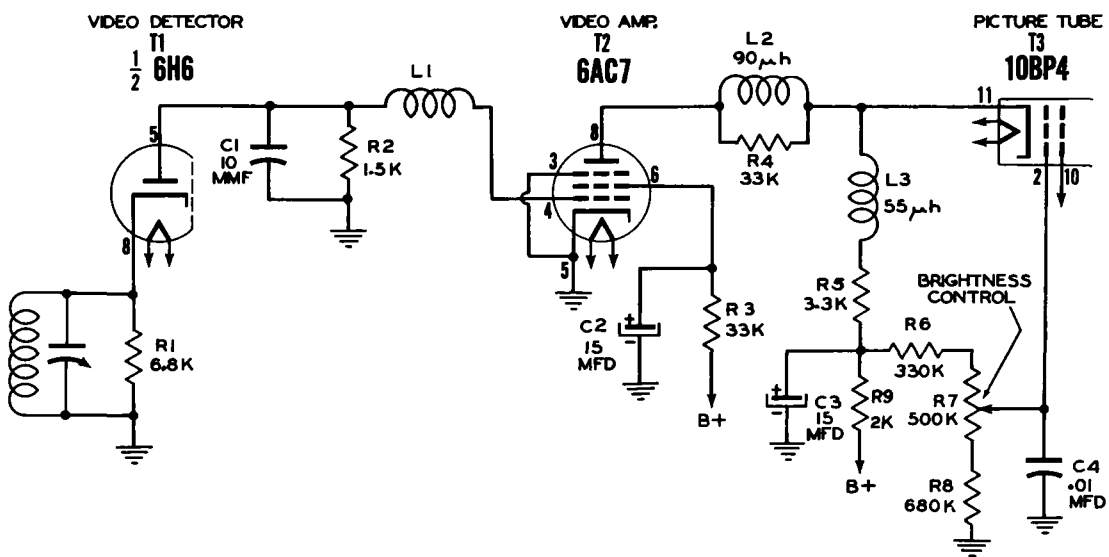 VIDEO DETECTOR
T1
1/2 6H6
VIDEO AMP.
T2
6AC7
PICTURE TUBE
T3
10BP4
L1
L2
90μh
5
C1
10
MMF
R2
1.5K
8
3
4
5
6
R4
33K
11
2
10
L3
55μh
8
R1
6.8K
C2
15
MFD
R3
33K
B+
R5
3.3K
BRIGHTNESS
CONTROL
R6
330K
C3
15
MFD
R9
2K
B+
R7
500K
R8
680K
C4
.01
MFD
+
-
+
-